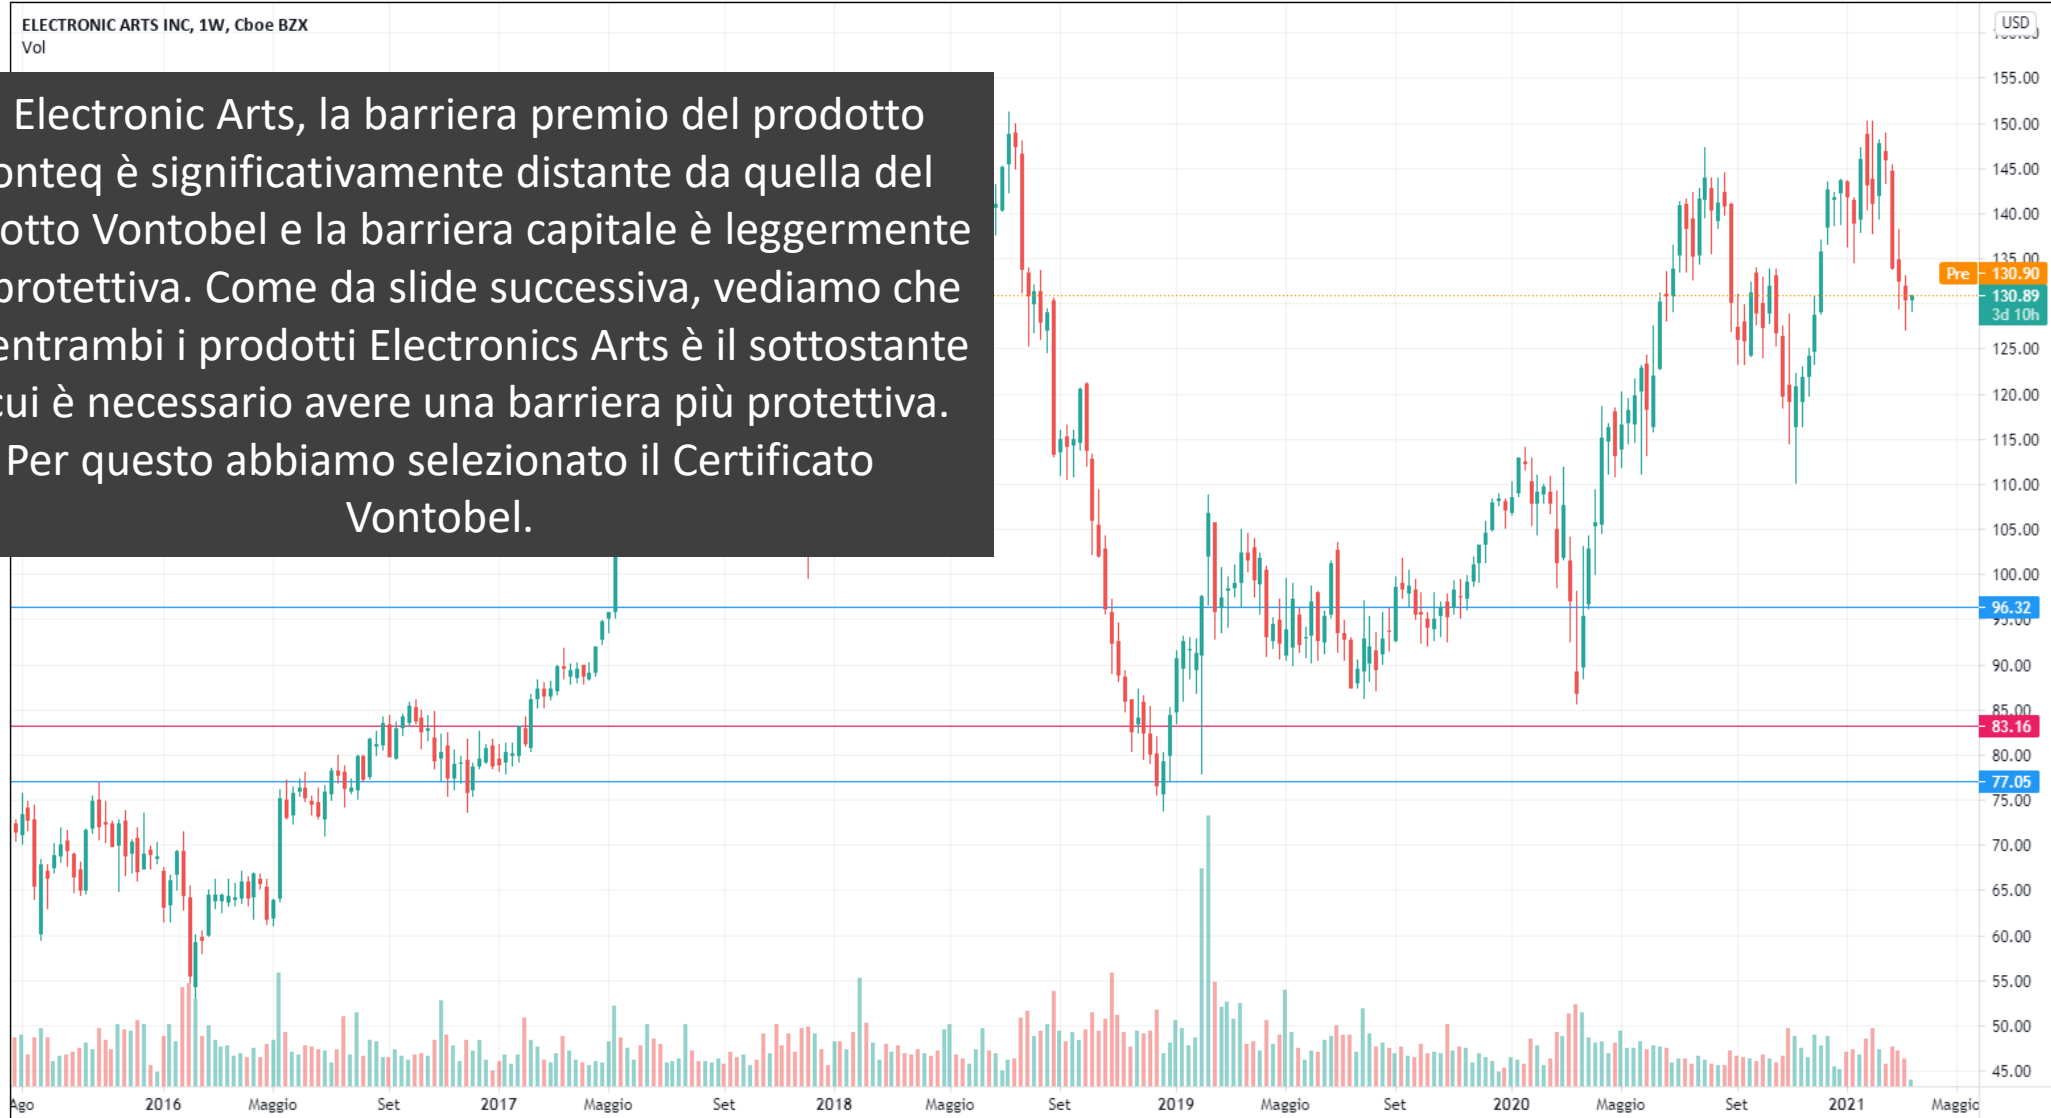 ELECTRONIC ARTS INC, 1W, Cboe BZX
Vol
USD
Electronic Arts, la barriera premio del prodotto
onteq è significativamente distante da quella del
otto Vontobel e la barriera capitale è leggermente
protettiva. Come da slide successiva, vediamo che
entrambi i prodotti Electronics Arts è il sottostante
cui è necessario avere una barriera più protettiva.
Per questo abbiamo selezionato il Certificato
Vontobel.
155.00
150.00
145.00
140.00
135.00
Pre 130.90
130.89
3d 10h
125.00
120.00
115.00
110.00
105.00
100.00
96.32
95.00
90.00
85.00
83.16
80.00
77.05
75.00
70.00
65.00
60.00
55.00
50.00
45.00
Ago 2016 Maggio Set 2017 Maggio Set 2018 Maggio Set 2019 Maggio Set 2020 Maggio Set 2021 Maggio